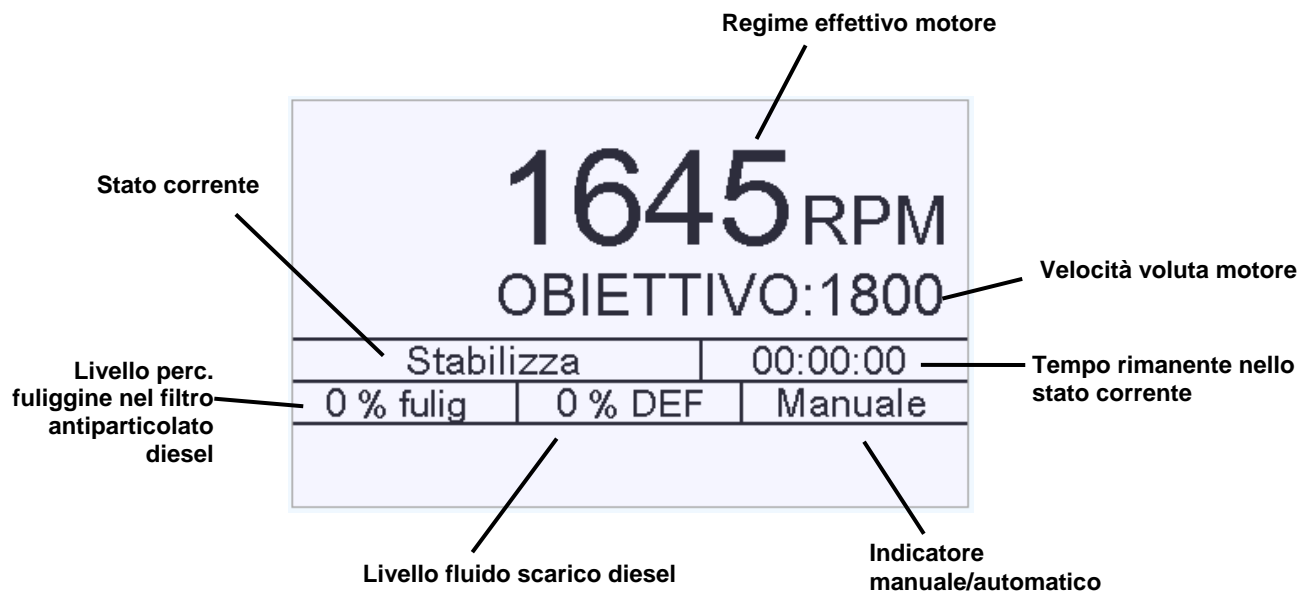 Regime effettivo motore
1645 RPM
Stato corrente
OBIETTIVO:1800
Velocità voluta motore
Stabilizza
00:00:00
Tempo rimanente nello
stato corrente
Livello perc.
fuliggine nel filtro
antiparticolato
diesel
0 % fulig
0 % DEF
Manuale
Livello fluido scarico diesel
Indicatore
manuale/automatico